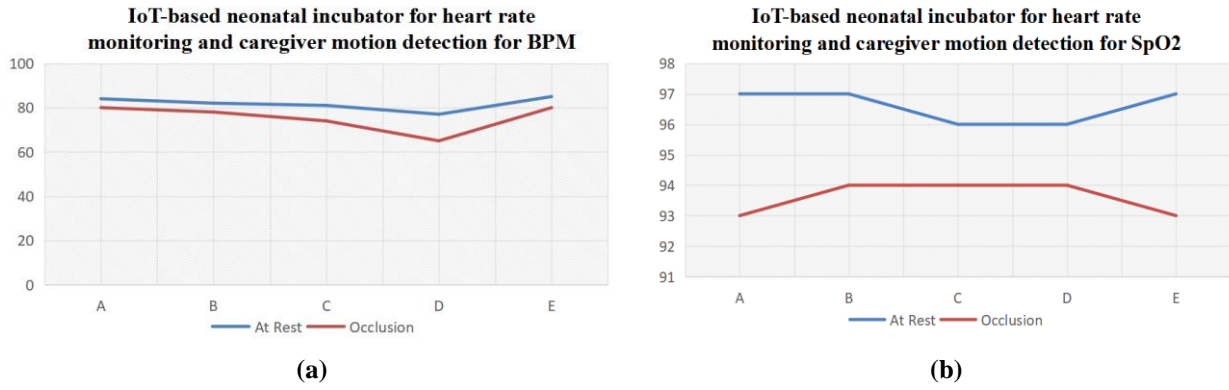 IoT-based neonatal incubator for heart rate
monitoring and caregiver motion detection for BPM
100
80
60
40
20
0
A B C D E
At Rest Occlusion
(a)
IoT-based neonatal incubator for heart rate
monitoring and caregiver motion detection for SpO2
98
97
96
95
94
93
92
91
A B C D E
At Rest Occlusion
(b)